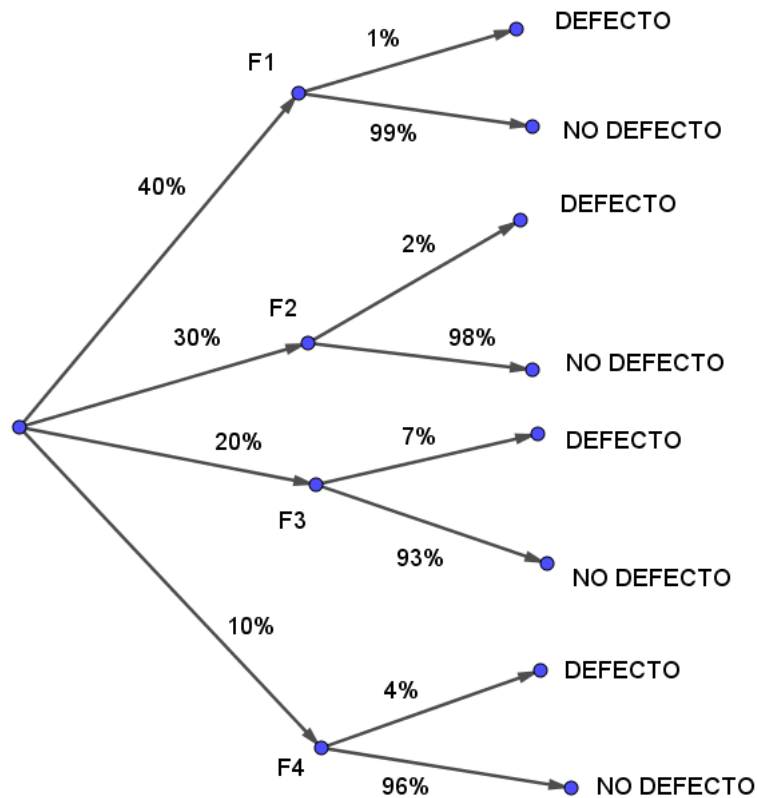 DEFECTO
1%
F1
99%
NO DEFECTO
40%
DEFECTO
2%
F2
30%
98%
NO DEFECTO
20%
7%
DEFECTO
F3
93%
NO DEFECTO
10%
DEFECTO
4%
F4
96%
NO DEFECTO